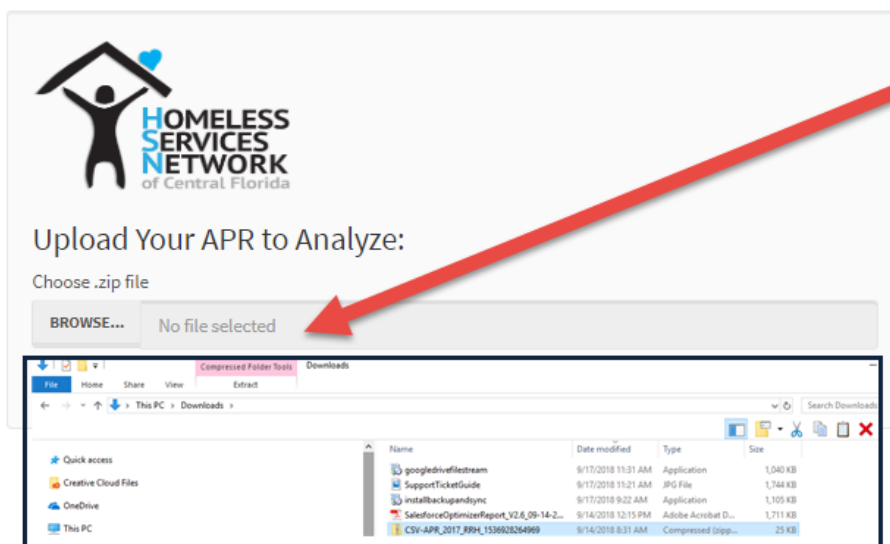 HOMELESS
SERVICES
NETWORK
of Central Florida
Upload Your APR to Analyze:
Choose .zip file
BROWSE... No file selected
Compressed Folder Tools Downloads
File Home Share View Extract
This PC > Downloads > Search Downloads
Name Date modified Type Size
Quick access
googledrivefilestream 9/17/2018 11:31 AM Application 1,040 KB
Creative Cloud Files
SupportTicketGuide 9/17/2018 11:21 AM JPG File 1,744 KB
installbackupandsync 9/17/2018 9:22 AM Application 1,105 KB
OneDrive
SalesforceOptimizerReport_V2.6_09-14-2... 9/14/2018 12:15 PM Adobe Acrobat D... 1,711 KB
This PC
CSV-APR_2017_RRH_1536928264969 9/14/2018 8:31 AM Compressed (zipp... 25 KB